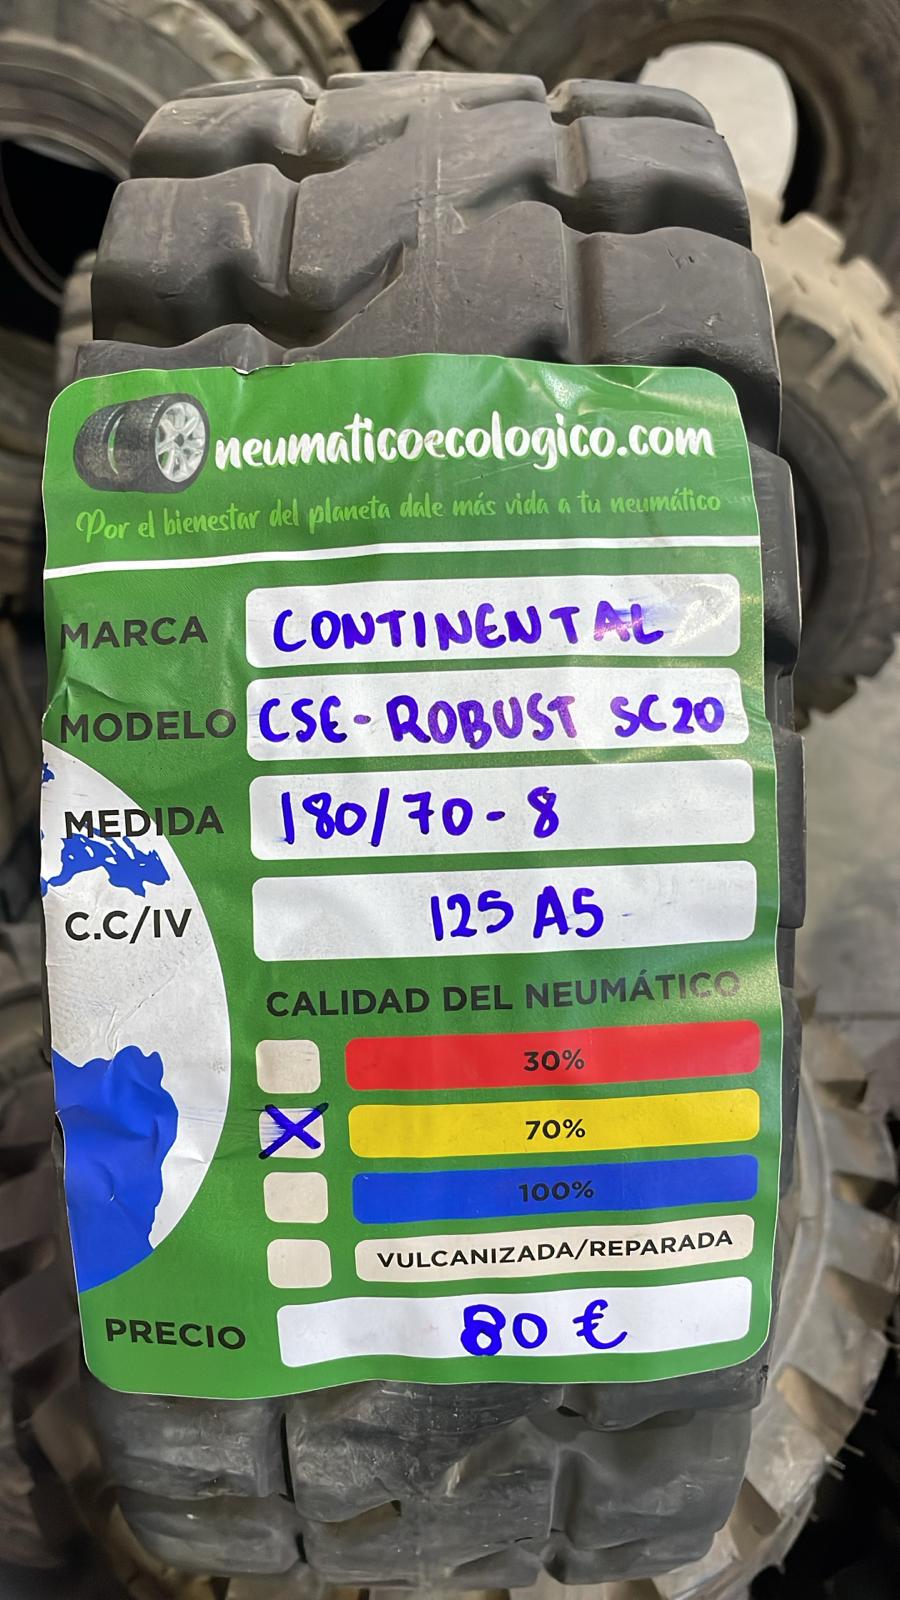 neumaticoecologico.com
Por el bienestar del planeta dale más vida a tu neumático
MARCA CONTINENTAL
MODELO CSE-ROBUST SC20
MEDIDA 180/70-8
C.C/IV 125 A5
CALIDAD DEL NEUMÁTICO
30%
X 70%
100%
VULCANIZADA/REPARADA
PRECIO 80 €